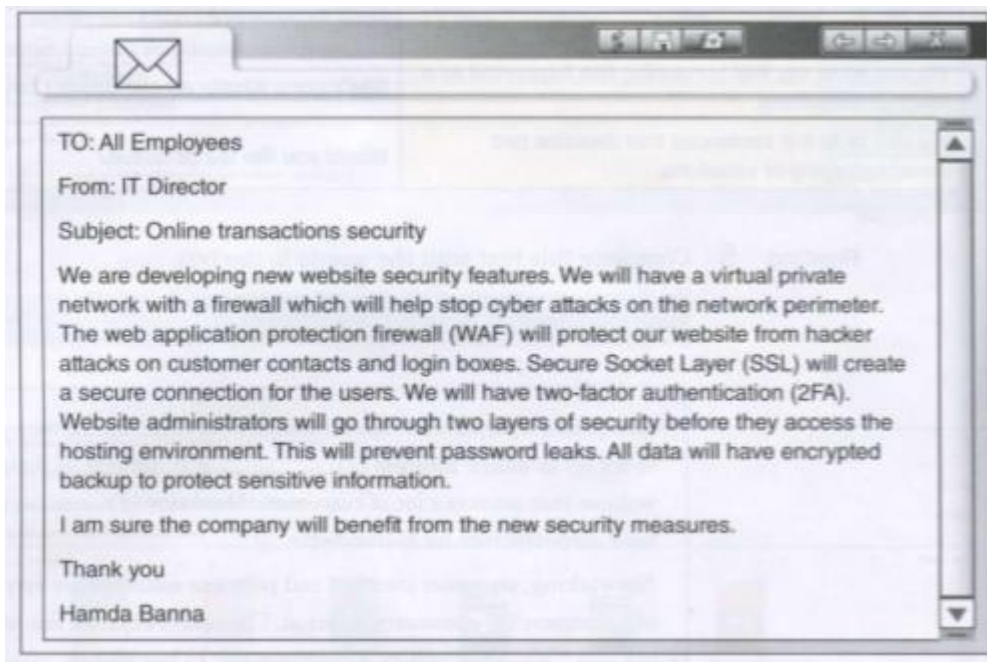 TO: All Employees
From: IT Director
Subject: Online transactions security
We are developing new website security features. We will have a virtual private
network with a firewall which will help stop cyber attacks on the network perimeter.
The web application protection firewall (WAF) will protect our website from hacker
attacks on customer contacts and login boxes. Secure Socket Layer (SSL) will create
a secure connection for the users. We will have two-factor authentication (2FA).
Website administrators will go through two layers of security before they access the
hosting environment. This will prevent password leaks. All data will have encrypted
backup to protect sensitive information.
I am sure the company will benefit from the new security measures.
Thank you
Hamda Banna